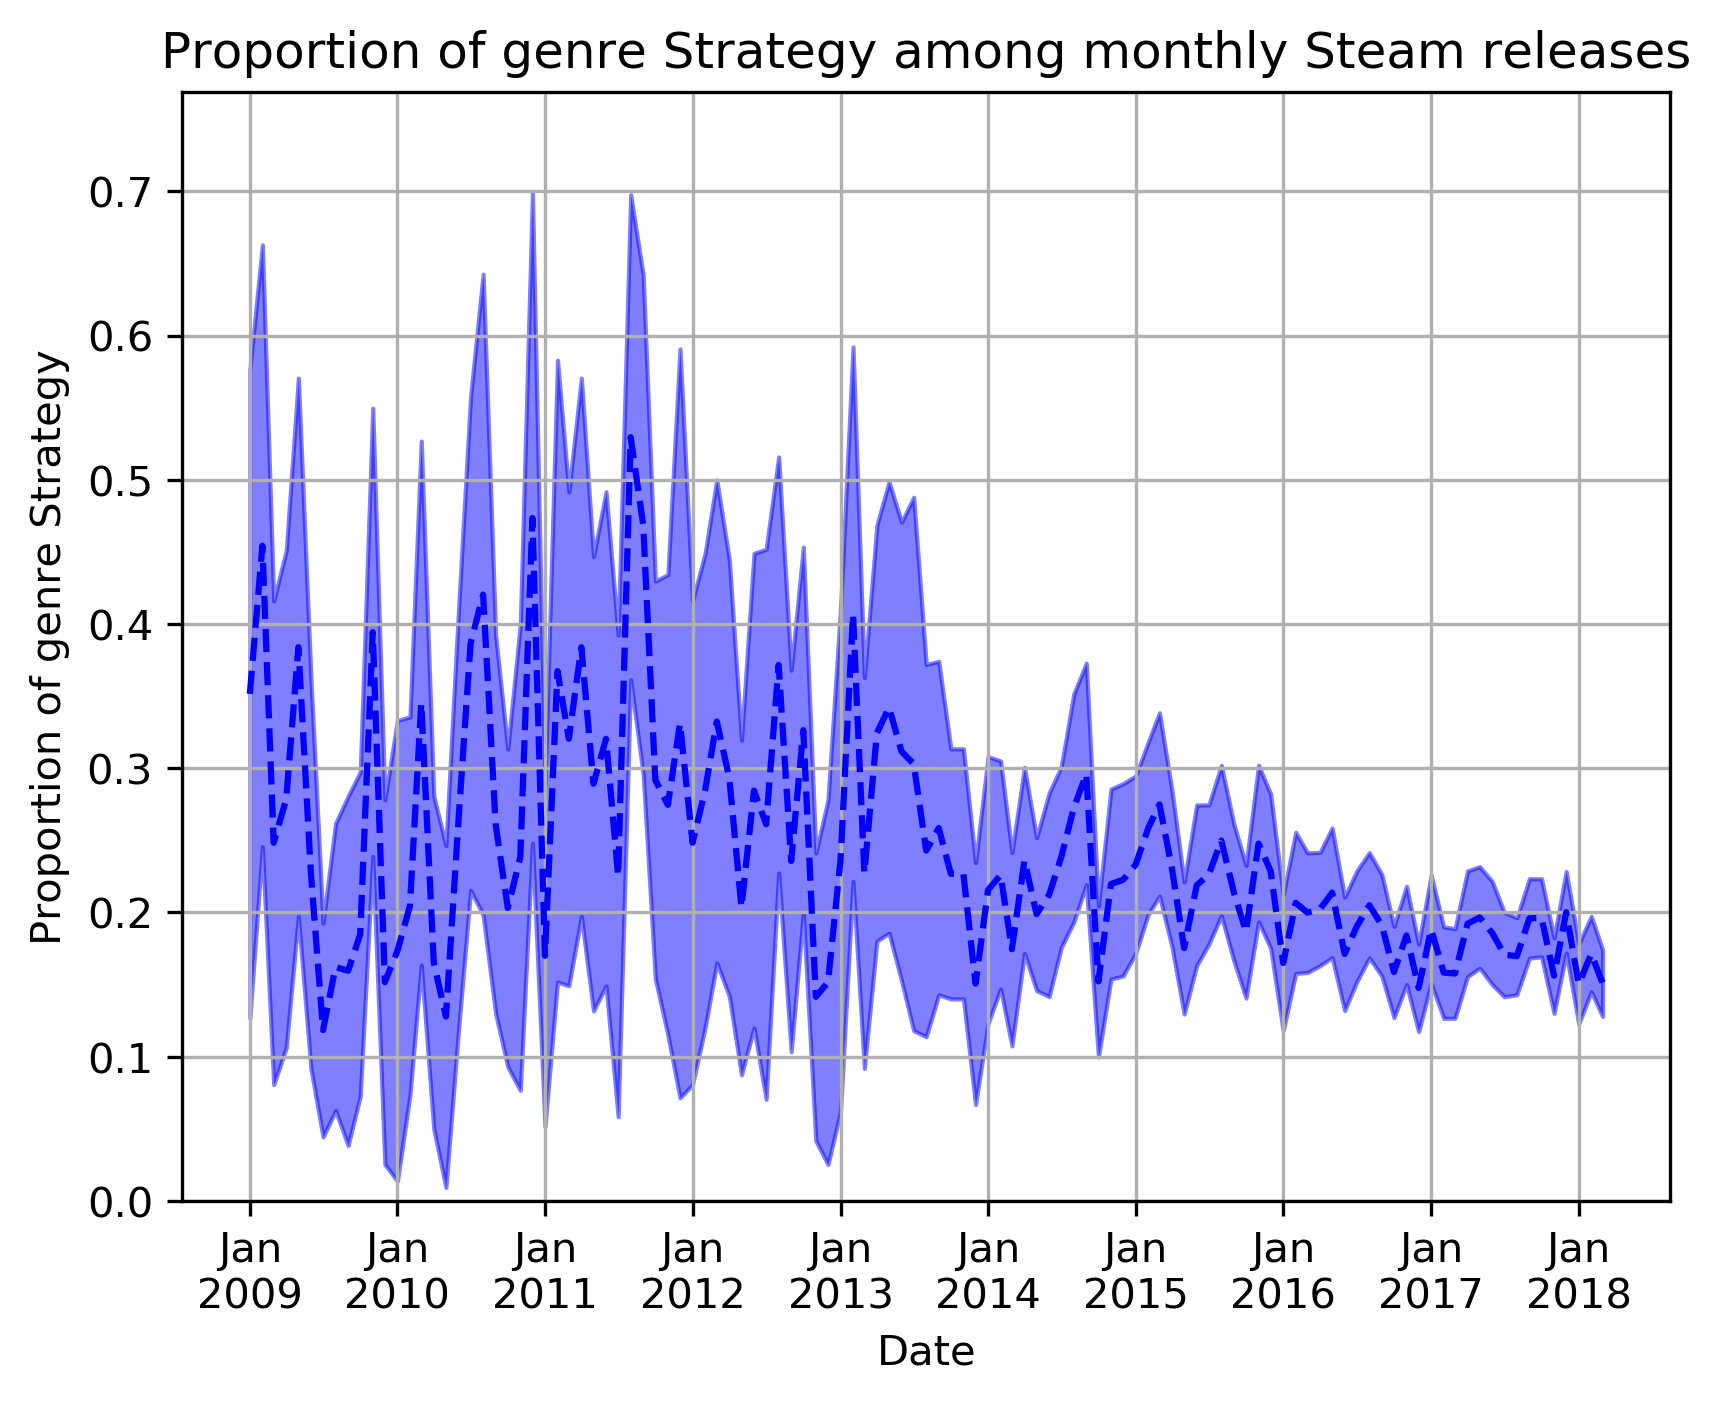 Proportion of genre Strategy among monthly Steam releases
Proportion of genre Strategy
0.7
0.6
0.5
0.4
0.3
0.2
0.1
0.0
Jan Jan Jan Jan Jan Jan Jan Jan Jan Jan
2009 2010 2011 2012 2013 2014 2015 2016 2017 2018
Date